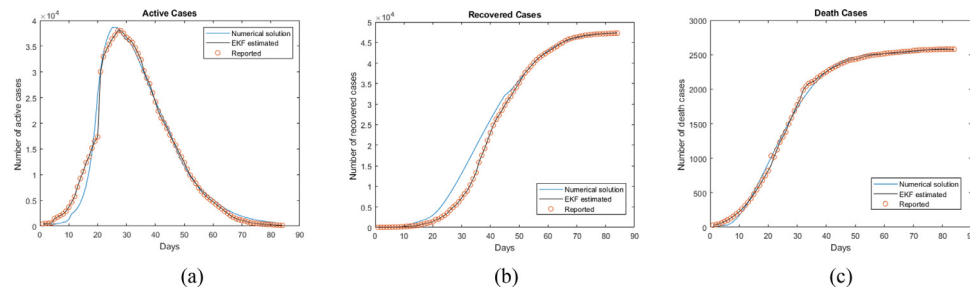 Active Cases
×10^4
Number of active cases
4
3.5
3
2.5
2
1.5
1
0.5
0
0 10 20 30 40 50 60 70 80 90
Days
Numerical solution
EKF estimated
Reported
(a)
Recovered Cases
×10^4
Number of recovered cases
5
4.5
4
3.5
3
2.5
2
1.5
1
0.5
0
0 10 20 30 40 50 60 70 80 90
Days
Numerical solution
EKF estimated
Reported
(b)
Death Cases
Number of death cases
3000
2500
2000
1500
1000
500
0
0 10 20 30 40 50 60 70 80 90
Days
Numerical solution
EKF estimated
Reported
(c)